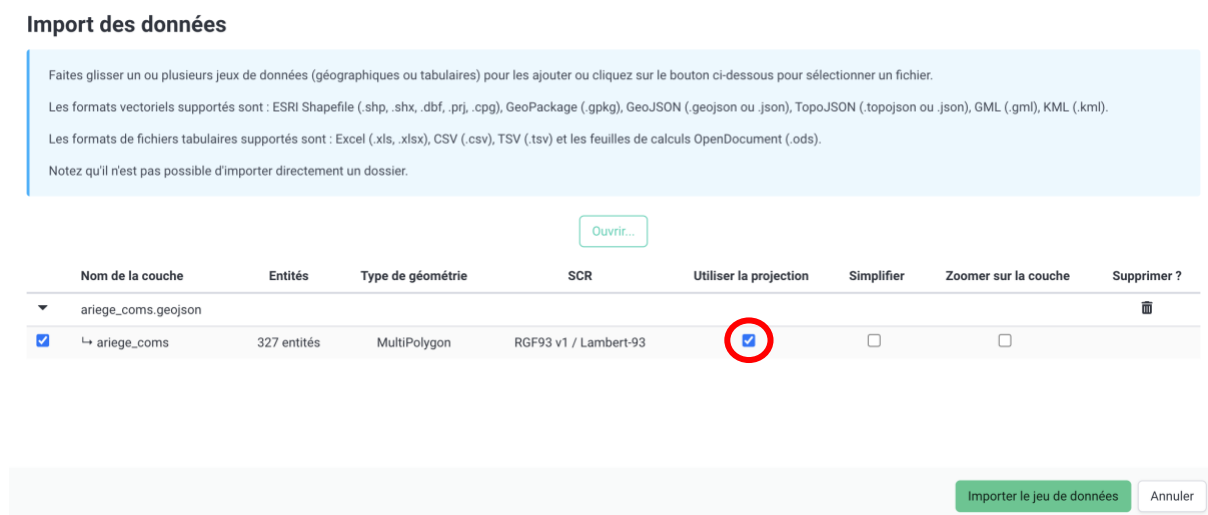 Import des données
Faites glisser un ou plusieurs jeux de données (géographiques ou tabulaires) pour les ajouter ou cliquez sur le bouton ci-dessous pour sélectionner un fichier.
Les formats vectoriels supportés sont : ESRI Shapefile (.shp, .shx, .dbf, .prj, .cpg), GeoPackage (.gpkg), GeoJSON (.geojson ou .json), TopoJSON (.topojson ou .json), GML (.gml), KML (.kml).
Les formats de fichiers tabulaires supportés sont : Excel (.xls, .xlsx), CSV (.csv), TSV (.tsv) et les feuilles de calculs OpenDocument (.ods).
Notez qu'il n'est pas possible d'importer directement un dossier.
Ouvrir...
Nom de la couche Entités Type de géométrie SCR Utiliser la projection Simplifier Zoomer sur la couche Supprimer ?
ariege_coms.geojson
ariege_coms 327 entités MultiPolygon RGF93 v1 / Lambert-93
Importer le jeu de données Annuler